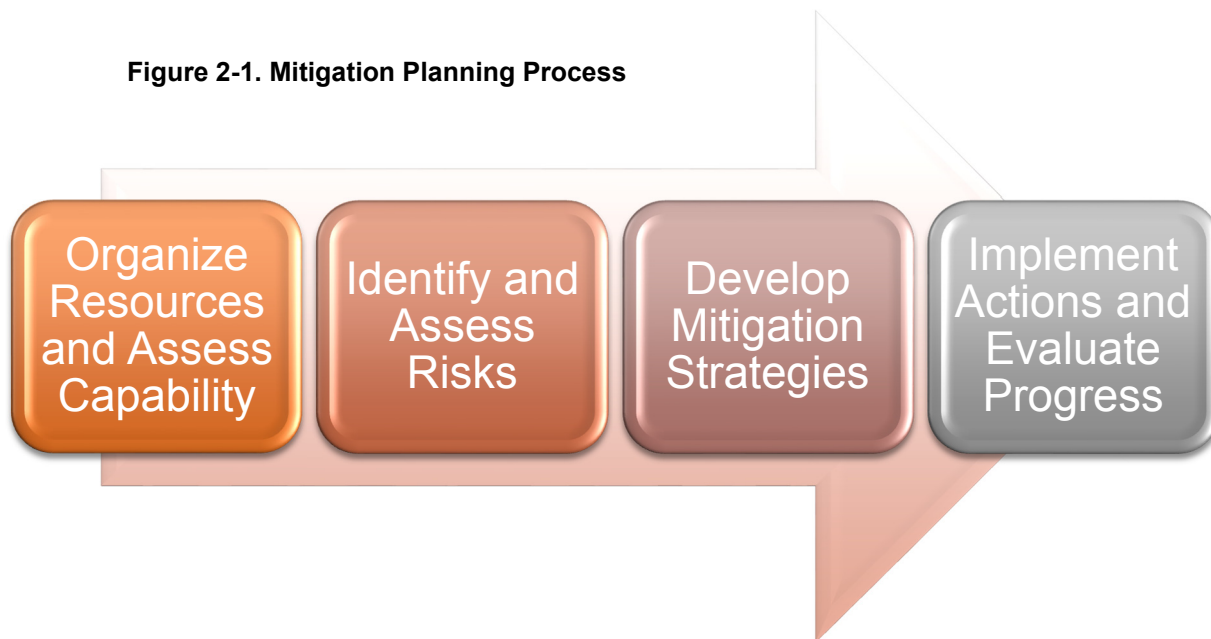 Figure 2-1. Mitigation Planning Process
Organize
Resources
and Assess
Capability
Identify and
Assess
Risks
Develop
Mitigation
Strategies
Implement
Actions and
Evaluate
Progress